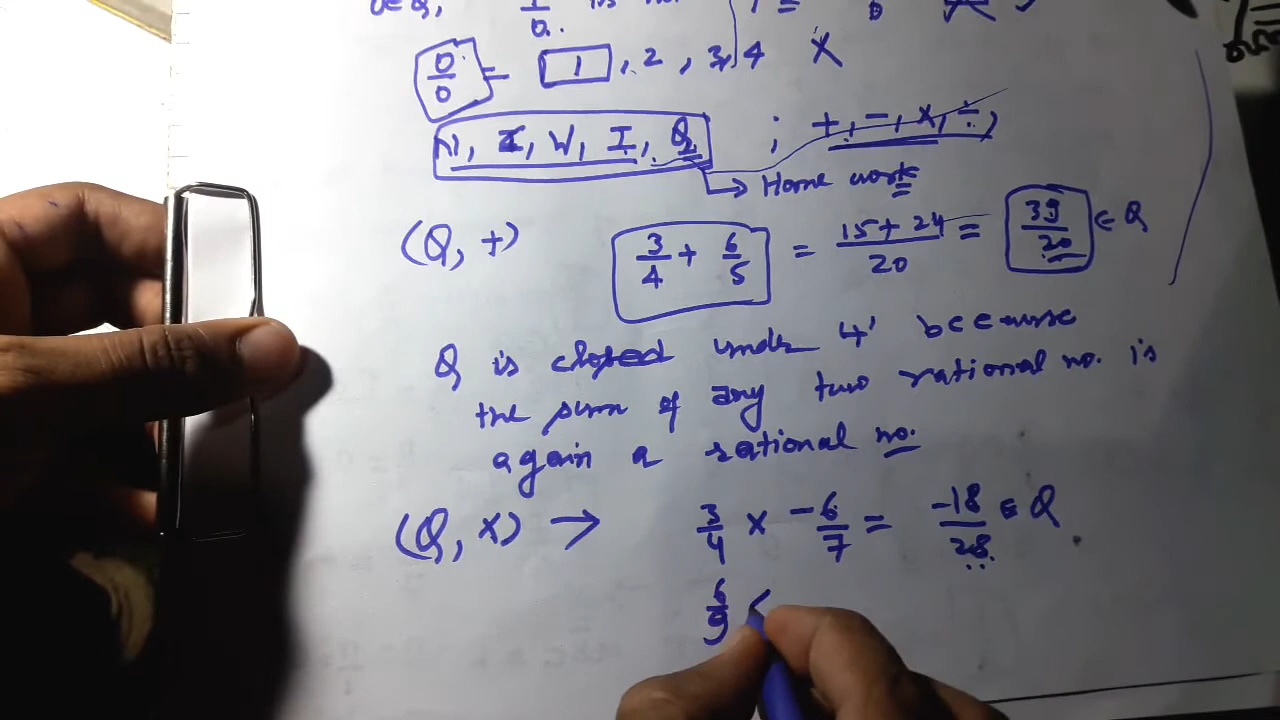 0/0 = 1, 2, 3, 4 X
N, Z, W, I, Q ; +, -, ×, ÷
→ Home work
(Q, +) 3/4 + 6/5 = 15+24/20 = 39/20 ∈ Q
Q is closed under '+' because
the sum of any two rational no. is
again a rational no.
(Q, X) → 3/4 × -6/7 = -18/28 ∈ Q
6/9